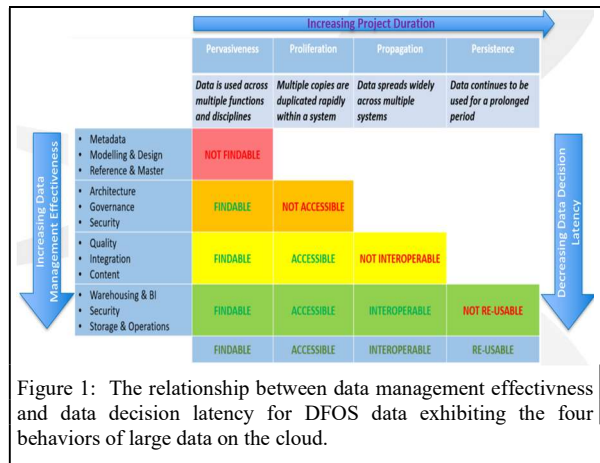 Increasing Project Duration
Pervasiveness Proliferation Propagation Persistence
Data is used across multiple functions and disciplines
Multiple copies are duplicated rapidly within a system
Data spreads widely across multiple systems
Data continues to be used for a prolonged period
Increasing Data
Management Effectiveness
• Metadata
• Modelling & Design
• Reference & Master
NOT FINDABLE
• Architecture
• Governance
• Security
FINDABLE NOT ACCESSIBLE
• Quality
• Integration
• Content
FINDABLE ACCESSIBLE NOT INTEROPERABLE
• Warehousing & BI
• Security
• Storage & Operations
FINDABLE ACCESSIBLE INTEROPERABLE NOT RE-USABLE
FINDABLE ACCESSIBLE INTEROPERABLE RE-USABLE
Decreasing Data Decision
Latency
Figure 1: The relationship between data management effectivness
and data decision latency for DFOS data exhibiting the four
behaviors of large data on the cloud.